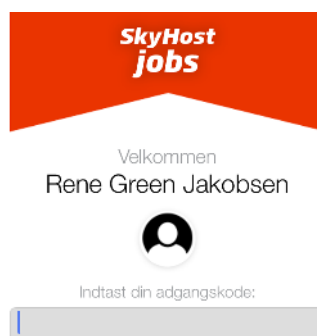 SkyHost
jobs
Velkommen
Rene Green Jakobsen
Indtast din adgangskode: